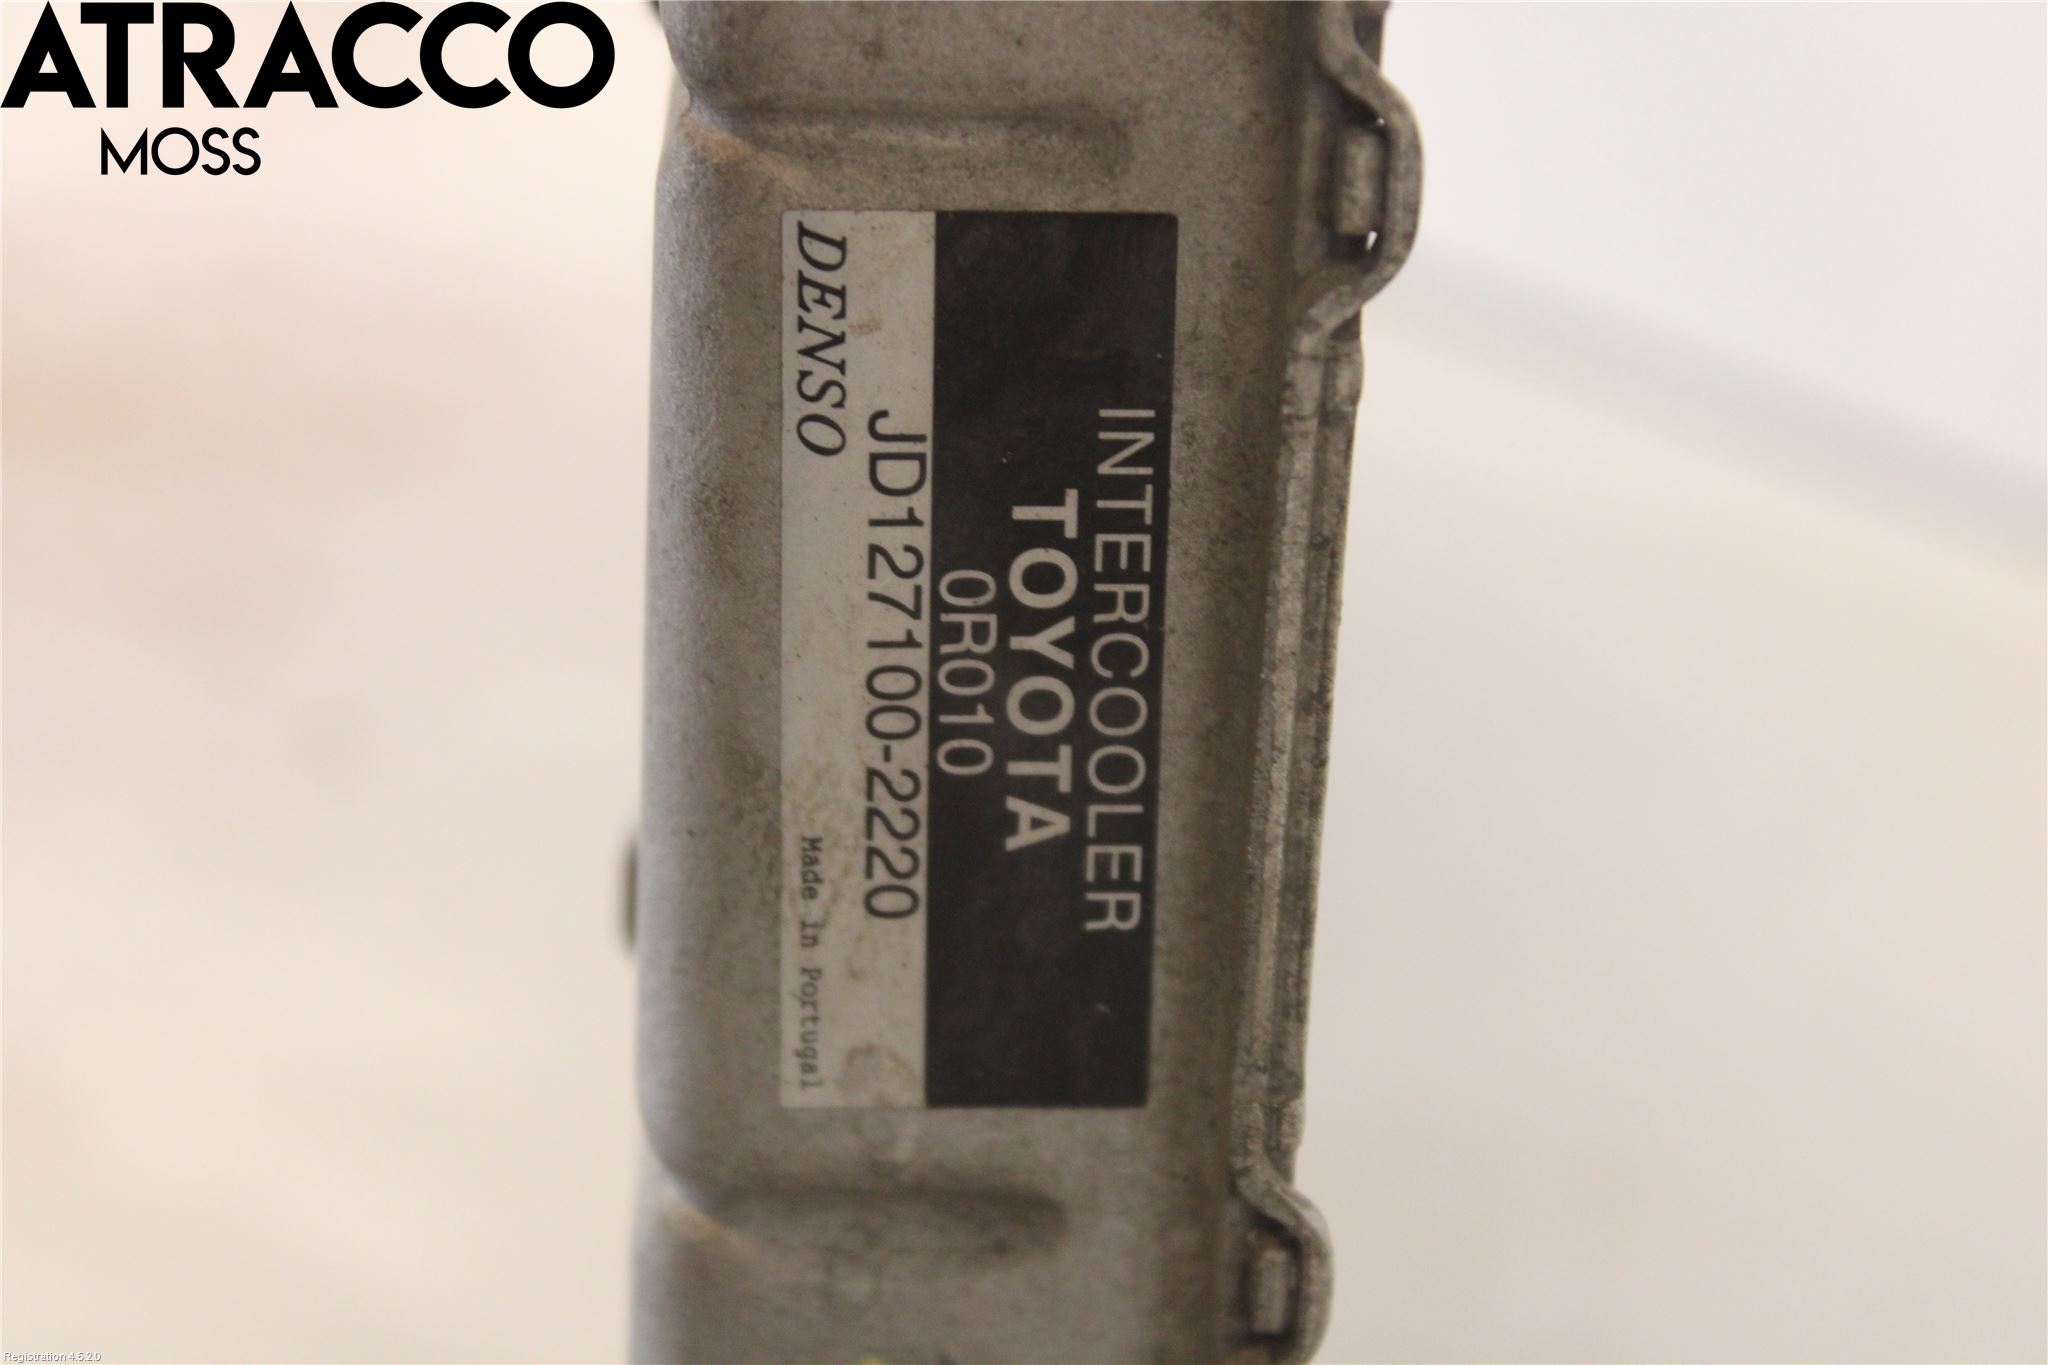 ATRACCO
MOSS
INTERCOOLER
TOYOTA
0R010
JD127100-2220
DENSO
Made in Portugal
Registration 4.5.2.0